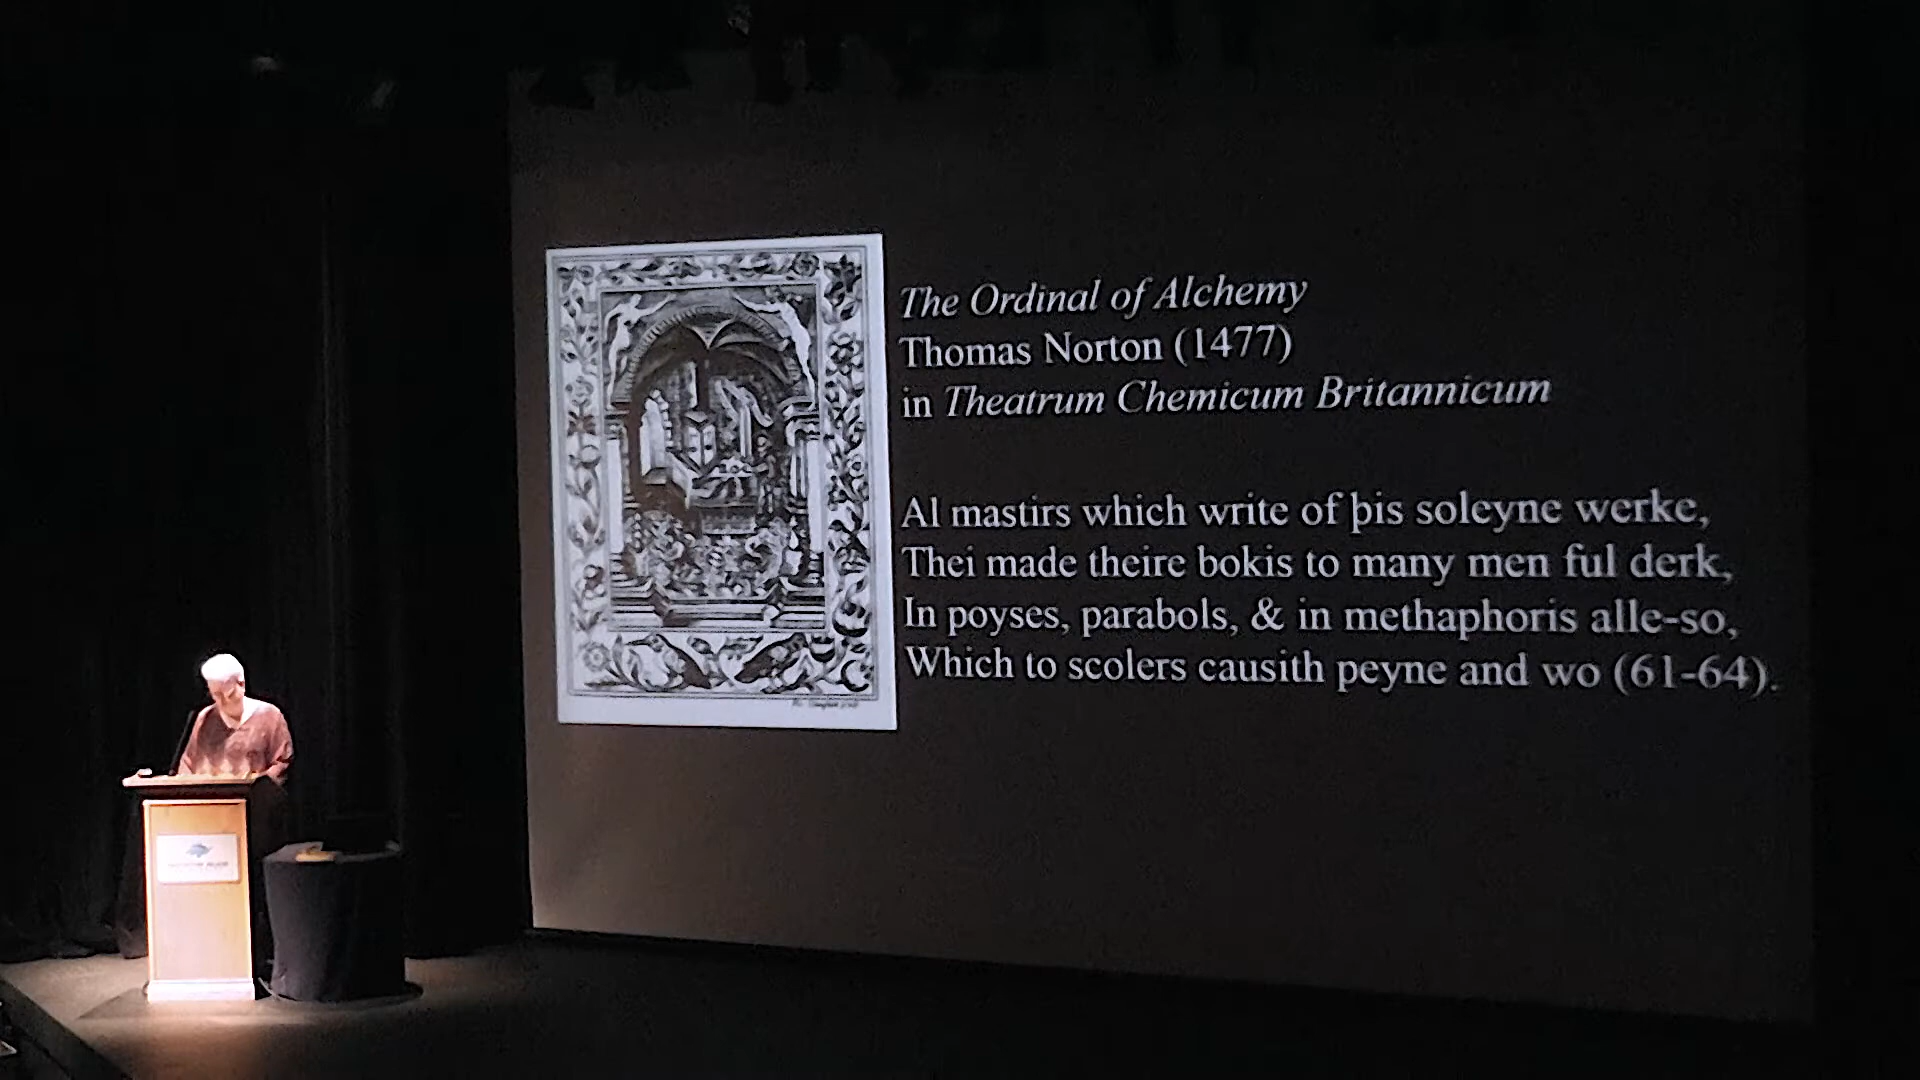 The Ordinal of Alchemy
Thomas Norton (1477)
in Theatrum Chemicum Britannicum
Al mastirs which write of þis soleyne werke,
Thei made theire bokis to many men ful derk,
In poyses, parabols, & in methaphoris alle-so,
Which to scolers causith peyne and wo (61-64).